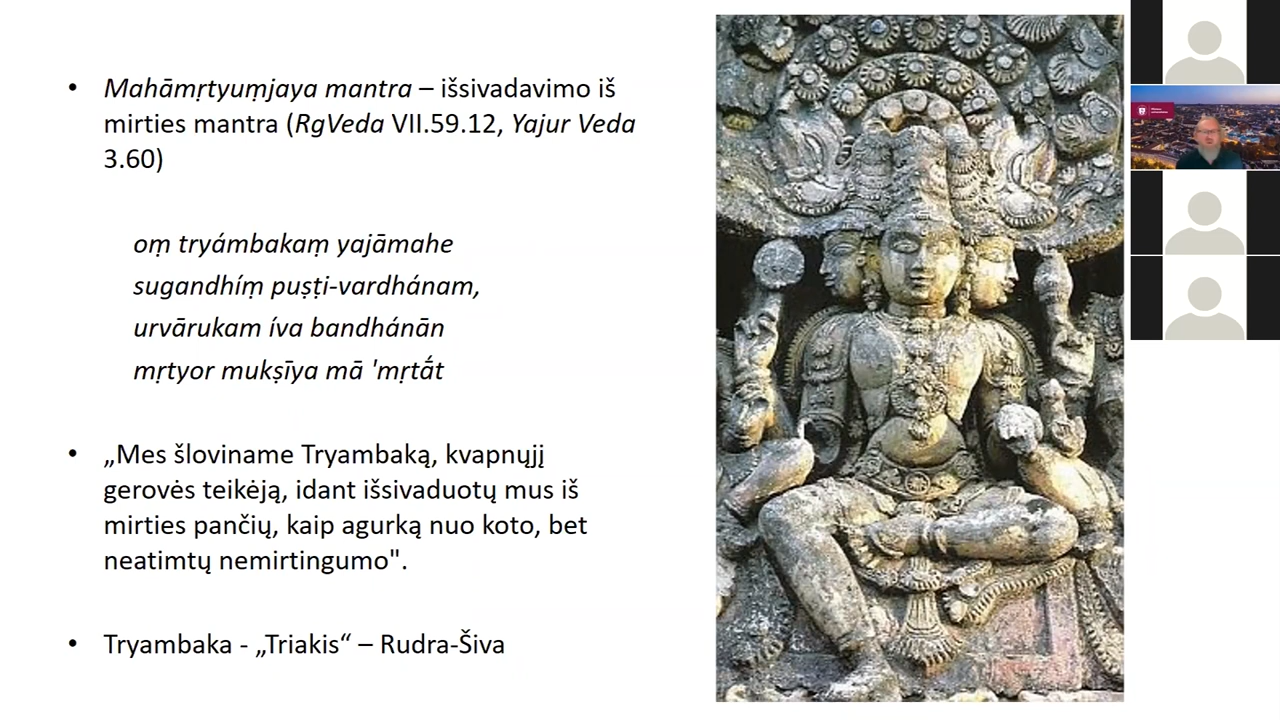 • Mahāmṛtyuṃjaya mantra – išsivadavimo iš
mirties mantra (RgVeda VII.59.12, Yajur Veda
3.60)
oṃ tryámbakaṃ yajāmahe
sugandhíṃ puṣṭi-vardhánam,
urvārukam íva bandhánān
mṛtyor mukṣīya mā 'mṛtā́t
• „Mes šloviname Tryambaką, kvapnųjį
gerovės teikėją, idant išsivaduotų mus iš
mirties pančių, kaip agurką nuo koto, bet
neatimtų nemirtingumo".
• Tryambaka - „Triakis“ – Rudra-Šiva